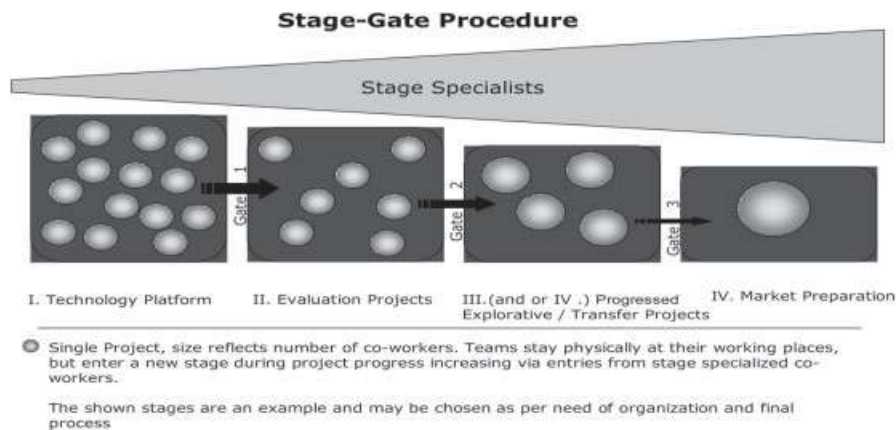 Stage-Gate Procedure
Stage Specialists
Gate 1
Gate 2
Gate 3
I. Technology Platform
II. Evaluation Projects
III.(and or IV .) Progressed
Explorative / Transfer Projects
IV. Market Preparation
Single Project, size reflects number of co-workers. Teams stay physically at their working places,
but enter a new stage during project progress increasing via entries from stage specialized co-
workers.
The shown stages are an example and may be chosen as per need of organization and final
process